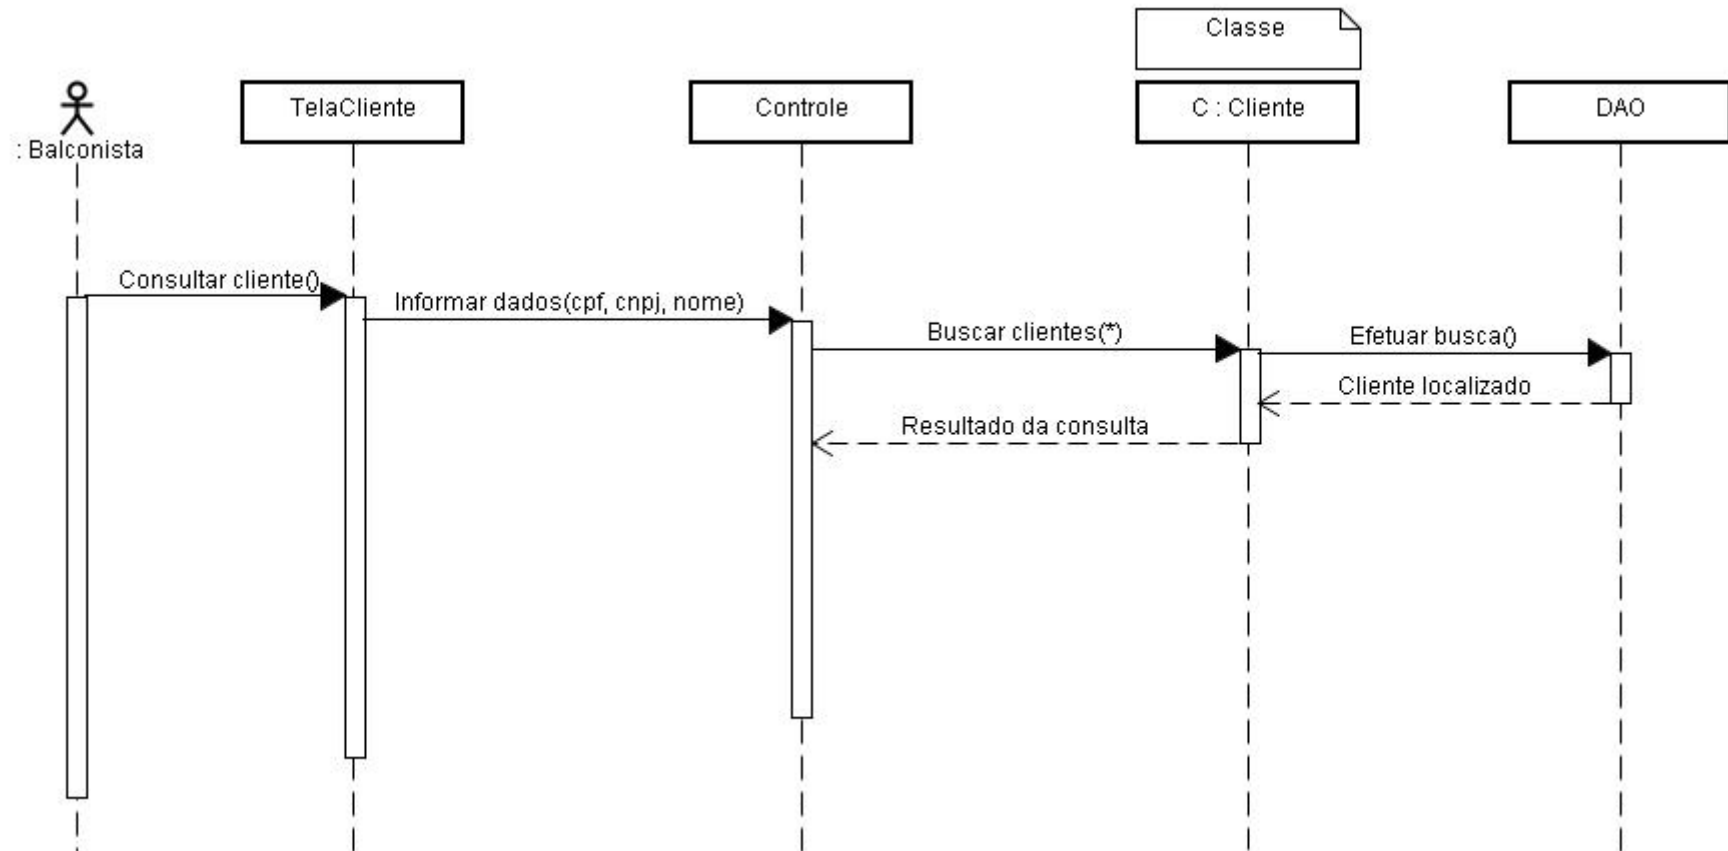 Classe
: Balconista
TelaCliente
Controle
C : Cliente
DAO
Consultar cliente()
Informar dados(cpf, cnpj, nome)
Buscar clientes(*)
Efetuar busca()
Cliente localizado
Resultado da consulta